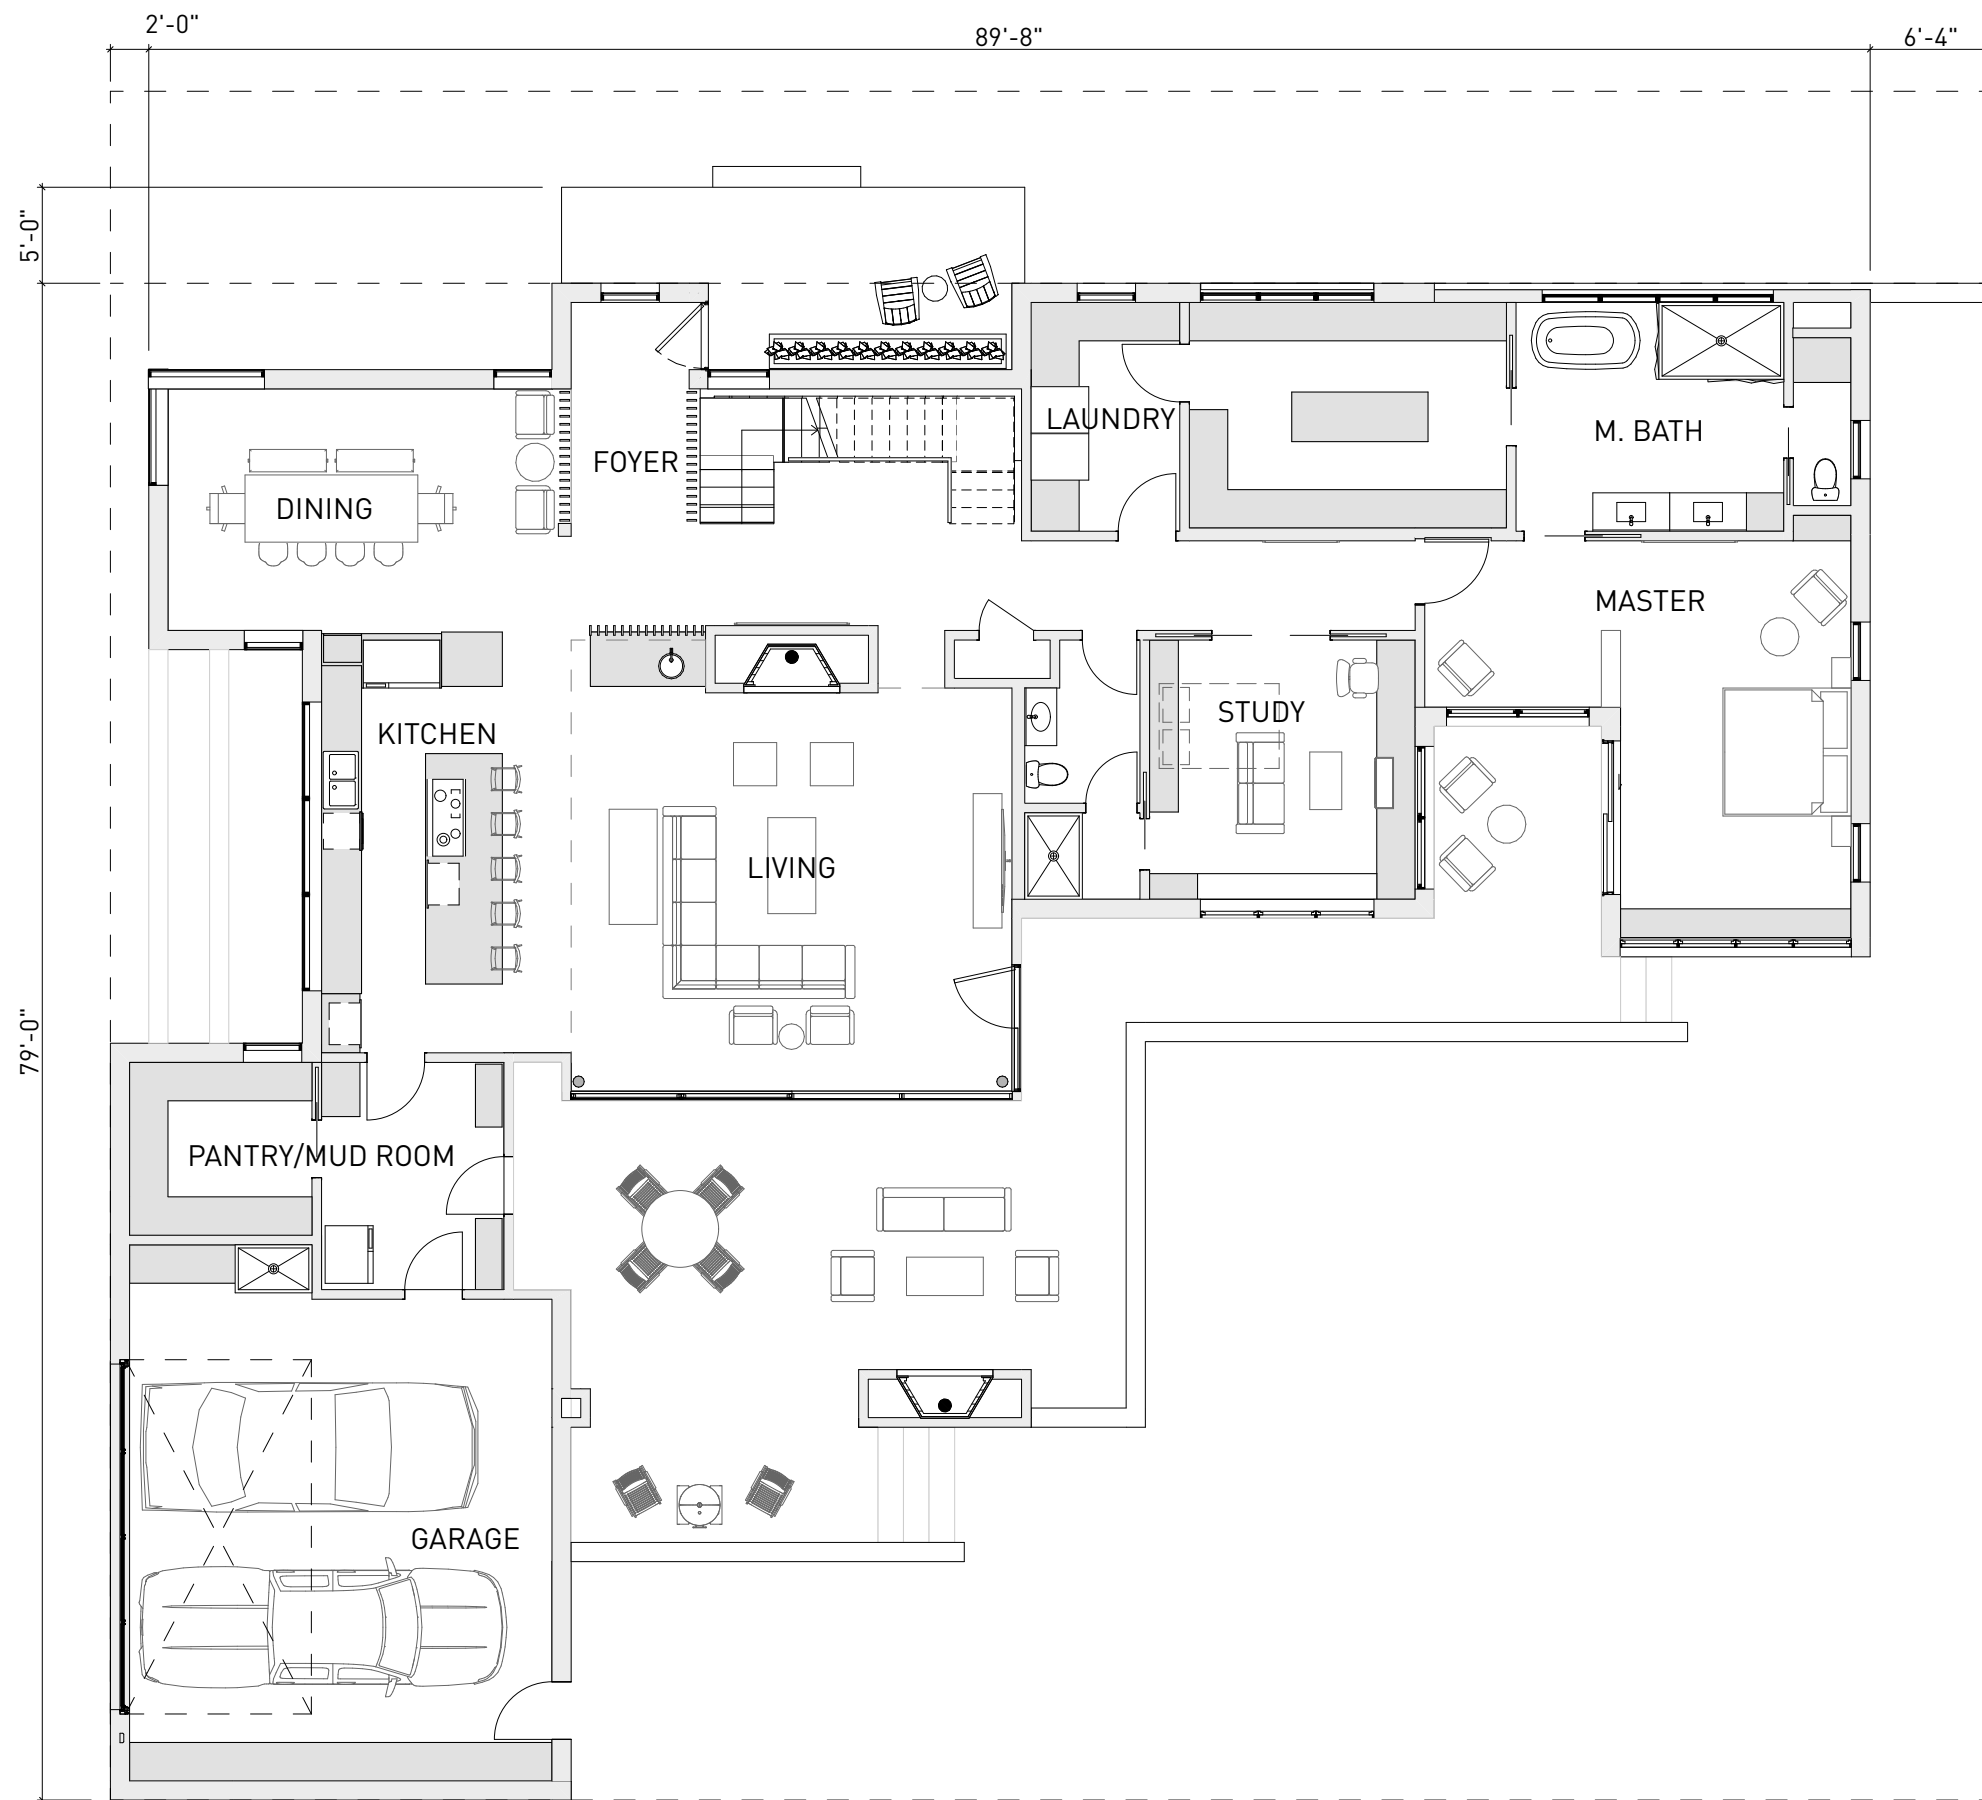 2'-0"
89'-8"
6'-4"
5'-0"
LAUNDRY
M. BATH
FOYER
DINING
MASTER
STUDY
KITCHEN
LIVING
79'-0"
PANTRY/MUD ROOM
GARAGE